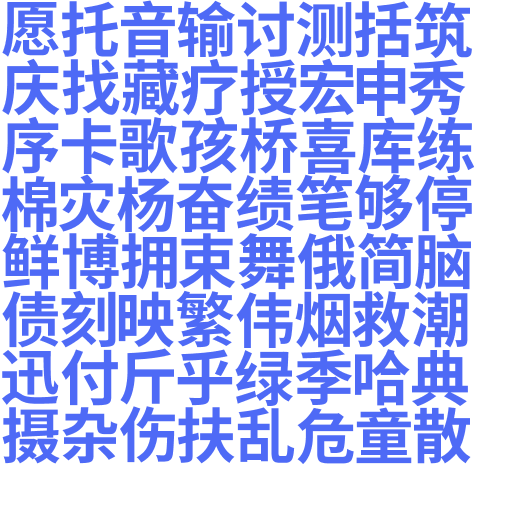 愿托音输讨测括筑
庆找藏疗授宏申秀
序卡歌孩桥喜库练
棉灾杨奋绩笔够停
鲜博拥束舞俄简脑
债刻映繁伟烟救潮
迅付斤乎绿季哈典
摄杂伤扶乱危童散